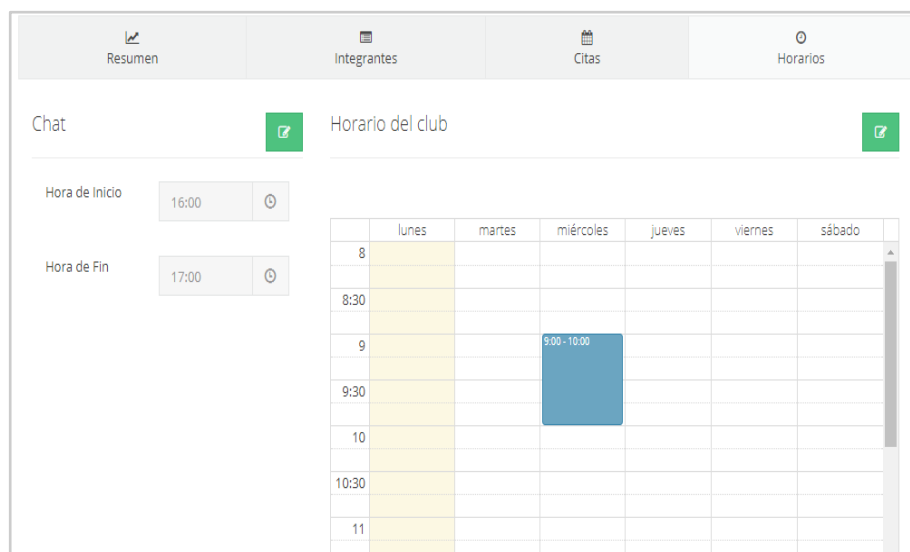 Resumen
Integrantes
Citas
Horarios
Chat
Hora de Inicio
16:00
Hora de Fin
17:00
Horario del club
lunes martes miércoles jueves viernes sábado
8
8:30
9
9:00 - 10:00
9:30
10
10:30
11